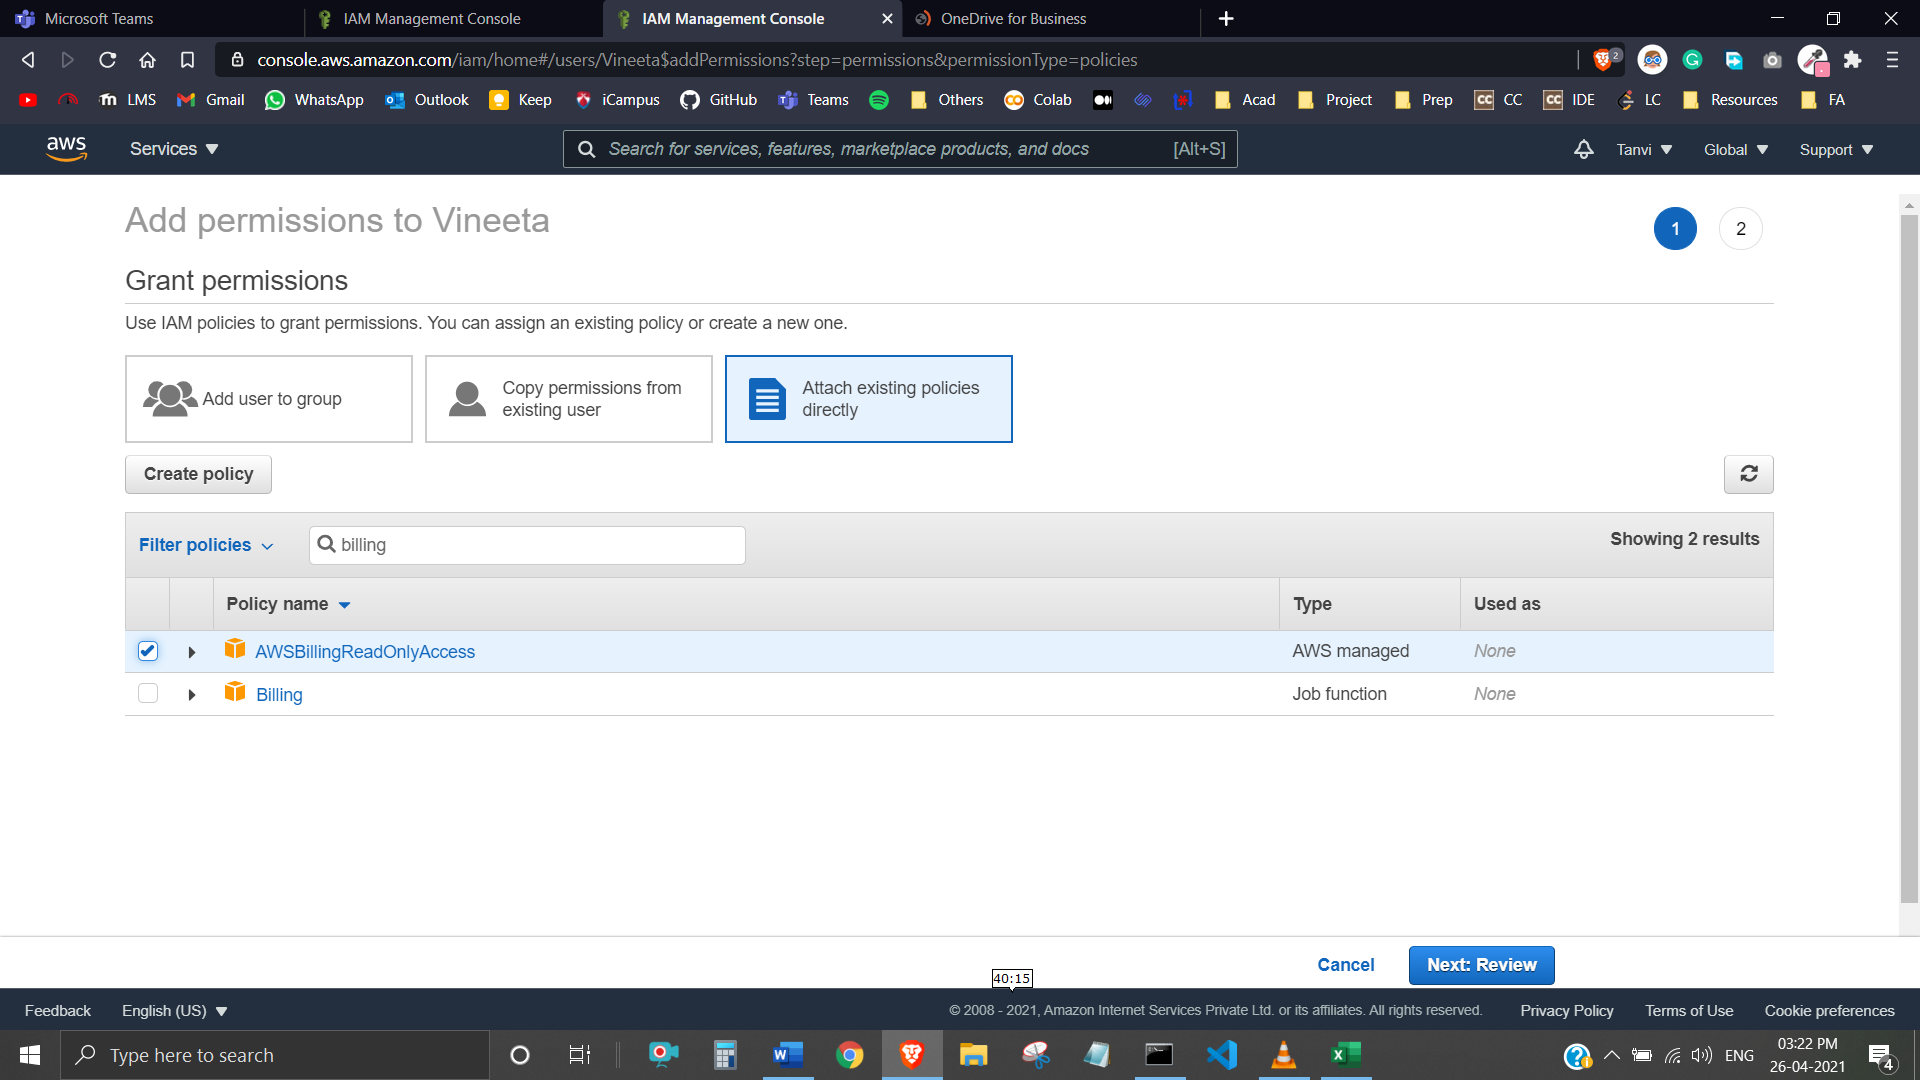 Microsoft Teams
IAM Management Console
IAM Management Console
OneDrive for Business
console.aws.amazon.com/iam/home#/users/Vineeta$addPermissions?step=permissions&permissionType=policies
2
LMS
Gmail
WhatsApp
Outlook
Keep
iCampus
GitHub
Teams
Others
Colab
Acad
Project
Prep
CC CC
CC IDE
LC
Resources
FA
aws
Services
Search for services, features, marketplace products, and docs [Alt+S]
Tanvi
Global
Support
Add permissions to Vineeta
1
2
Grant permissions
Use IAM policies to grant permissions. You can assign an existing policy or create a new one.
Add user to group
Copy permissions from
existing user
Attach existing policies
directly
Create policy
Filter policies
billing
Showing 2 results
Policy name
Type
Used as
AWSBillingReadOnlyAccess
AWS managed
None
Billing
Job function
None
Cancel
Next: Review
40:15
Feedback
English (US)
© 2008 - 2021, Amazon Internet Services Private Ltd. or its affiliates. All rights reserved.
Privacy Policy
Terms of Use
Cookie preferences
Type here to search
ENG
03:22 PM
26-04-2021
4